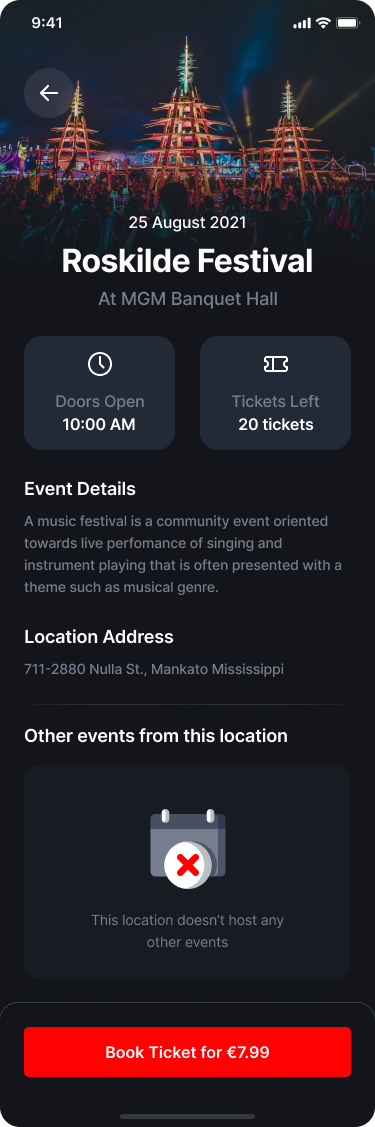 9:41
25 August 2021
Roskilde Festival
At MGM Banquet Hall
Doors Open
10:00 AM
Tickets Left
20 tickets
Event Details
A music festival is a community event oriented
towards live perfomance of singing and
instrument playing that is often presented with a
theme such as musical genre.
Location Address
711-2880 Nulla St., Mankato Mississippi
Other events from this location
This location doesn't host any
other events
Book Ticket for €7.99